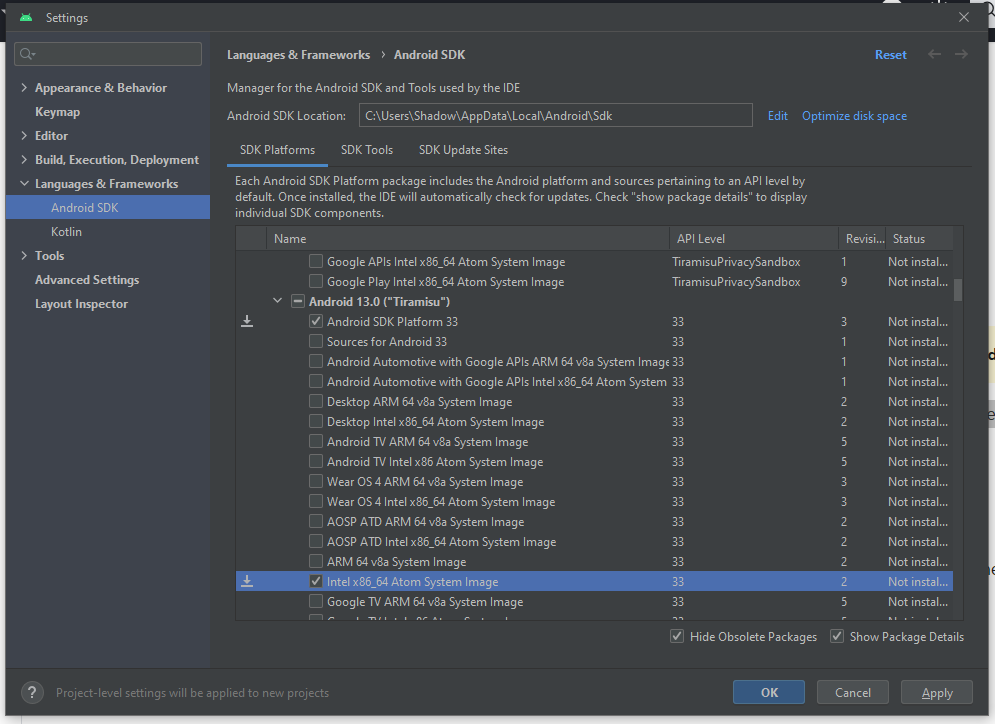 Settings
Languages & Frameworks › Android SDK
Reset
Appearance & Behavior
Keymap
Editor
Build, Execution, Deployment
Languages & Frameworks
Android SDK
Kotlin
Tools
Advanced Settings
Layout Inspector
Manager for the Android SDK and Tools used by the IDE
Android SDK Location: C:\Users\Shadow\AppData\Local\Android\Sdk Edit Optimize disk space
SDK Platforms SDK Tools SDK Update Sites
Each Android SDK Platform package includes the Android platform and sources pertaining to an API level by
default. Once installed, the IDE will automatically check for updates. Check "show package details" to display
individual SDK components.
Name API Level Revisi... Status
Google APIs Intel x86_64 Atom System Image TiramisuPrivacySandbox 1 Not instal...
Google Play Intel x86_64 Atom System Image TiramisuPrivacySandbox 9 Not instal...
Android 13.0 ("Tiramisu")
Android SDK Platform 33 33 3 Not instal...
Sources for Android 33 33 1 Not instal...
Android Automotive with Google APIs ARM 64 v8a System Image 33 1 Not instal...
Android Automotive with Google APIs Intel x86_64 Atom System 33 1 Not instal...
Desktop ARM 64 v8a System Image 33 2 Not instal...
Desktop Intel x86_64 Atom System Image 33 2 Not instal...
Android TV ARM 64 v8a System Image 33 5 Not instal...
Android TV Intel x86 Atom System Image 33 5 Not instal...
Wear OS 4 ARM 64 v8a System Image 33 3 Not instal...
Wear OS 4 Intel x86_64 Atom System Image 33 3 Not instal...
AOSP ATD ARM 64 v8a System Image 33 2 Not instal...
AOSP ATD Intel x86_64 Atom System Image 33 2 Not instal...
ARM 64 v8a System Image 33 2 Not instal...
Intel x86_64 Atom System Image 33 2 Not instal...
Google TV ARM 64 v8a System Image 33 5 Not instal...
Hide Obsolete Packages Show Package Details
? Project-level settings will be applied to new projects
OK Cancel Apply